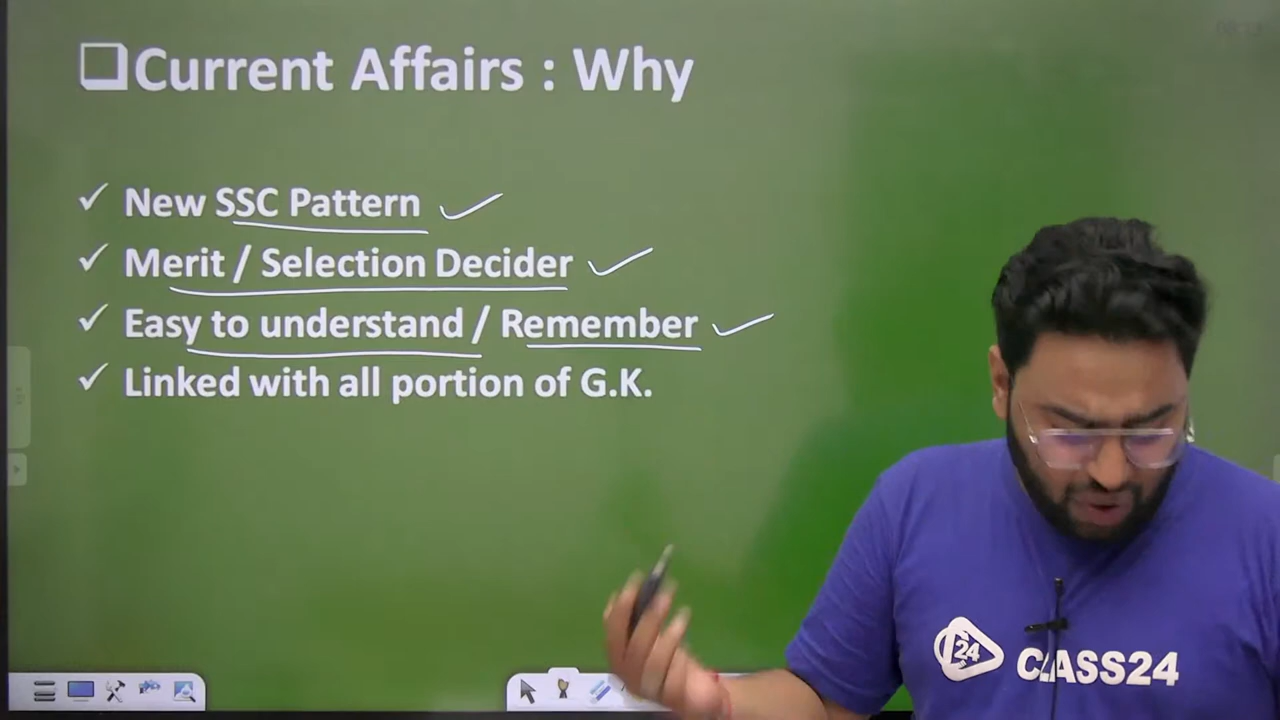 Current Affairs : Why
New SSC Pattern
Merit / Selection Decider
Easy to understand / Remember
Linked with all portion of G.K.
24
CLASS24